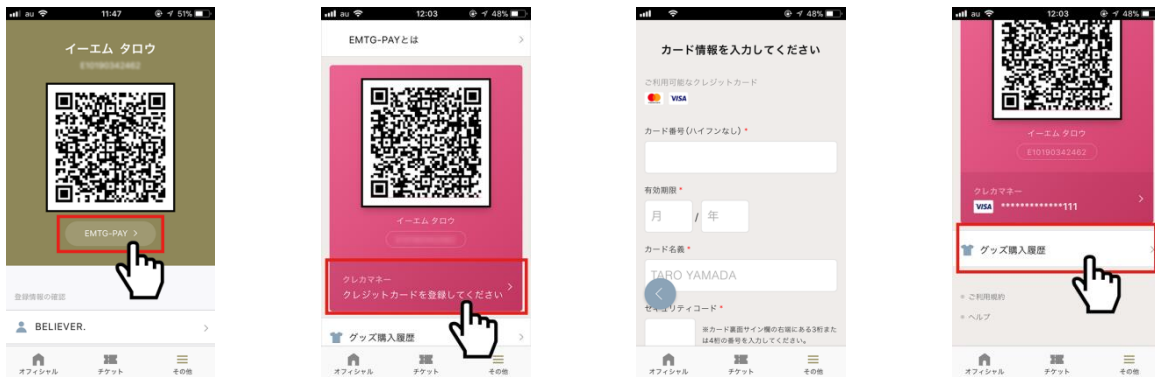 au 11:47 51%
イーエム タロウ
E10190342462
EMTG-PAY >
登録情報の確認
BELIEVER. >
オフィシャル チケット その他
au 12:03 48%
EMTG-PAYとは >
イーエム タロウ
クレカマネー
クレジットカードを登録してください >
グッズ購入履歴 >
オフィシャル チケット その他
48%
カード情報を入力してください
ご利用可能なクレジットカード
VISA
カード番号(ハイフンなし) *
有効期限 *
月 / 年
カード名義 *
TARO YAMADA
セキュリティコード *
※カード裏面サイン欄の右端にある3桁また
は4桁の番号を入力してください。
オフィシャル チケット その他
au 12:03 48%
イーエム タロウ
E10190342462
クレカマネー
VISA *************111 >
グッズ購入履歴
ご利用規約
ヘルプ
オフィシャル チケット その他